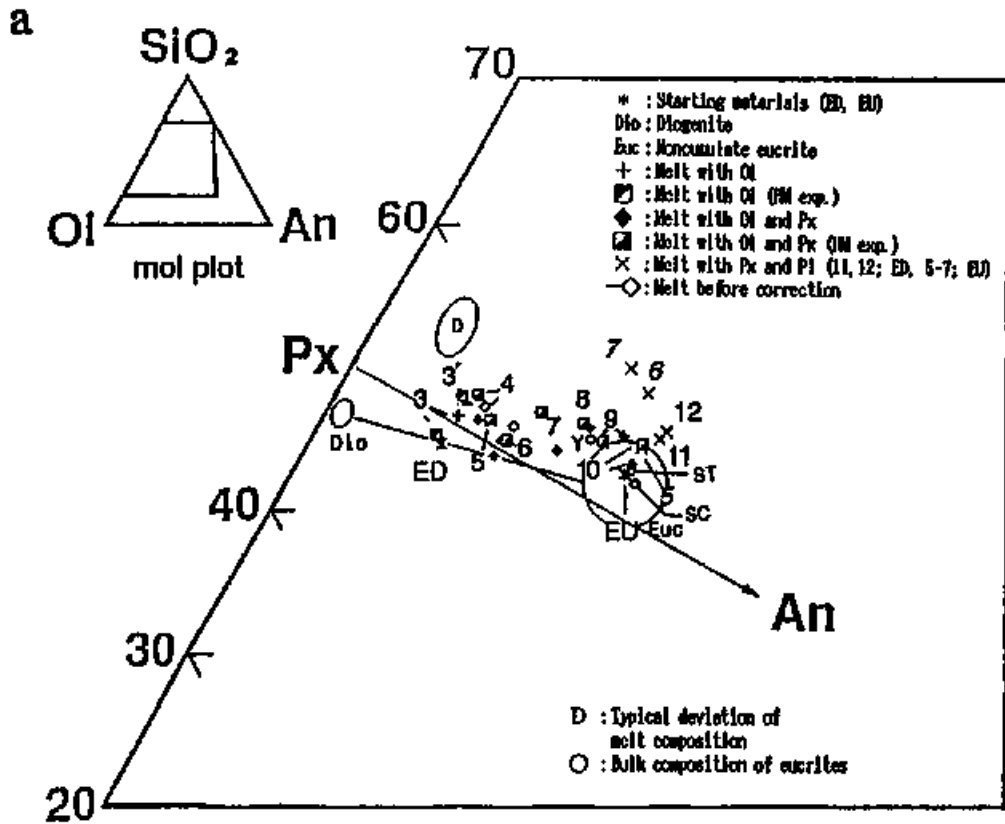 a
SiO₂
Ol
An
mol plot
70
60
40
30
20
* : Starting materials (ED, EU)
Dio : Diogenite
Euc : Noncumulate eucrite
+ : Melt with Ol
: Melt with Ol
: Melt with Ol and Px
: Melt with Ol and Px
× : Melt with Px and Pl (11, 12; ED, 5-7; EU)
: Melt before correction
Px
D
Dio
3'
3
1
4
1
ED
5
6
7
8
Y
9
10
7
6
12
11
ST
5
SC
EU
Euc
An
D : Typical deviation of
melt composition
O : Bulk composition of eucrites